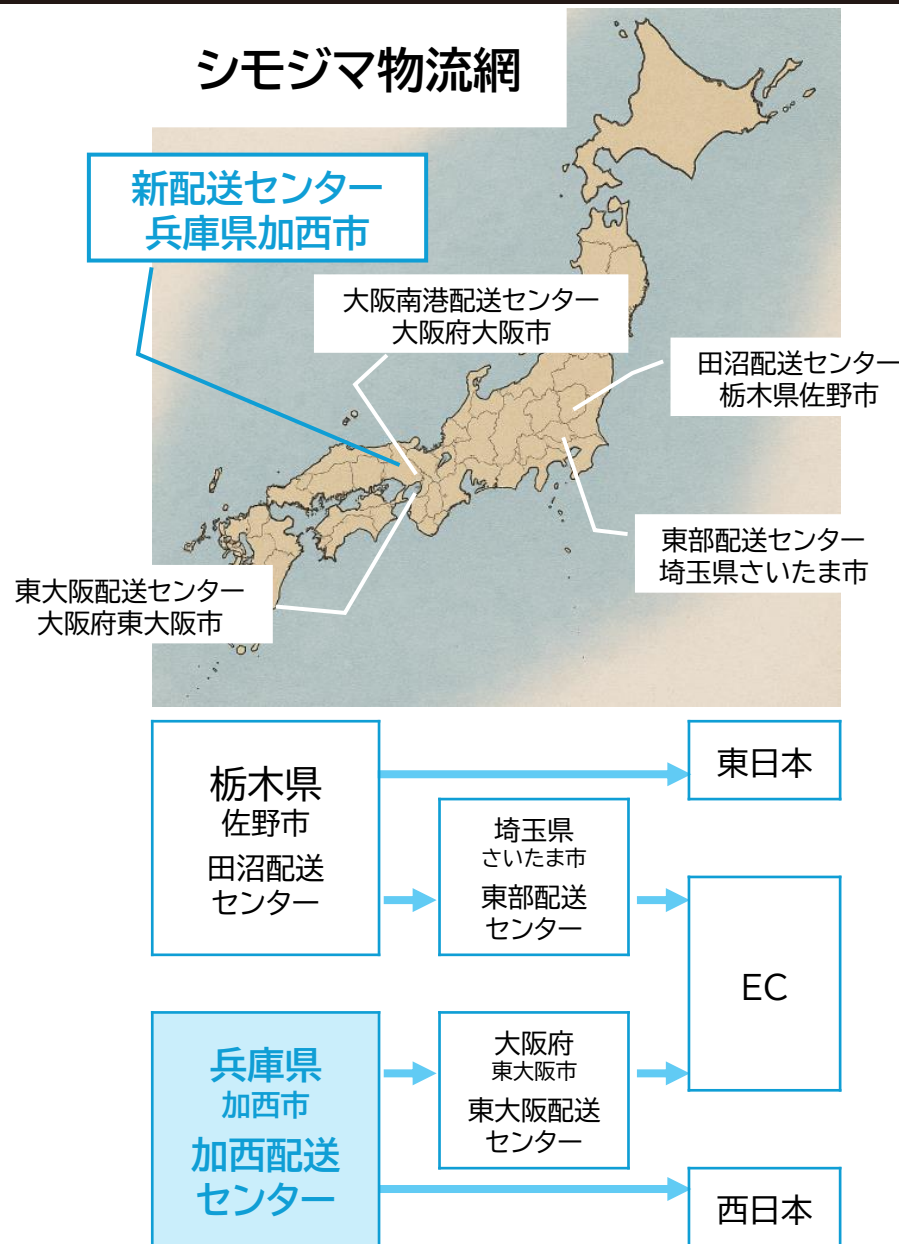 シモジマ物流網
新配送センター
兵庫県加西市
大阪南港配送センター
大阪府大阪市
田沼配送センター
栃木県佐野市
東部配送センター
埼玉県さいたま市
東大阪配送センター
大阪府東大阪市
栃木県
佐野市
田沼配送
センター
東日本
埼玉県
さいたま市
東部配送
センター
EC
兵庫県
加西市
加西配送
センター
大阪府
東大阪市
東大阪配送
センター
西日本